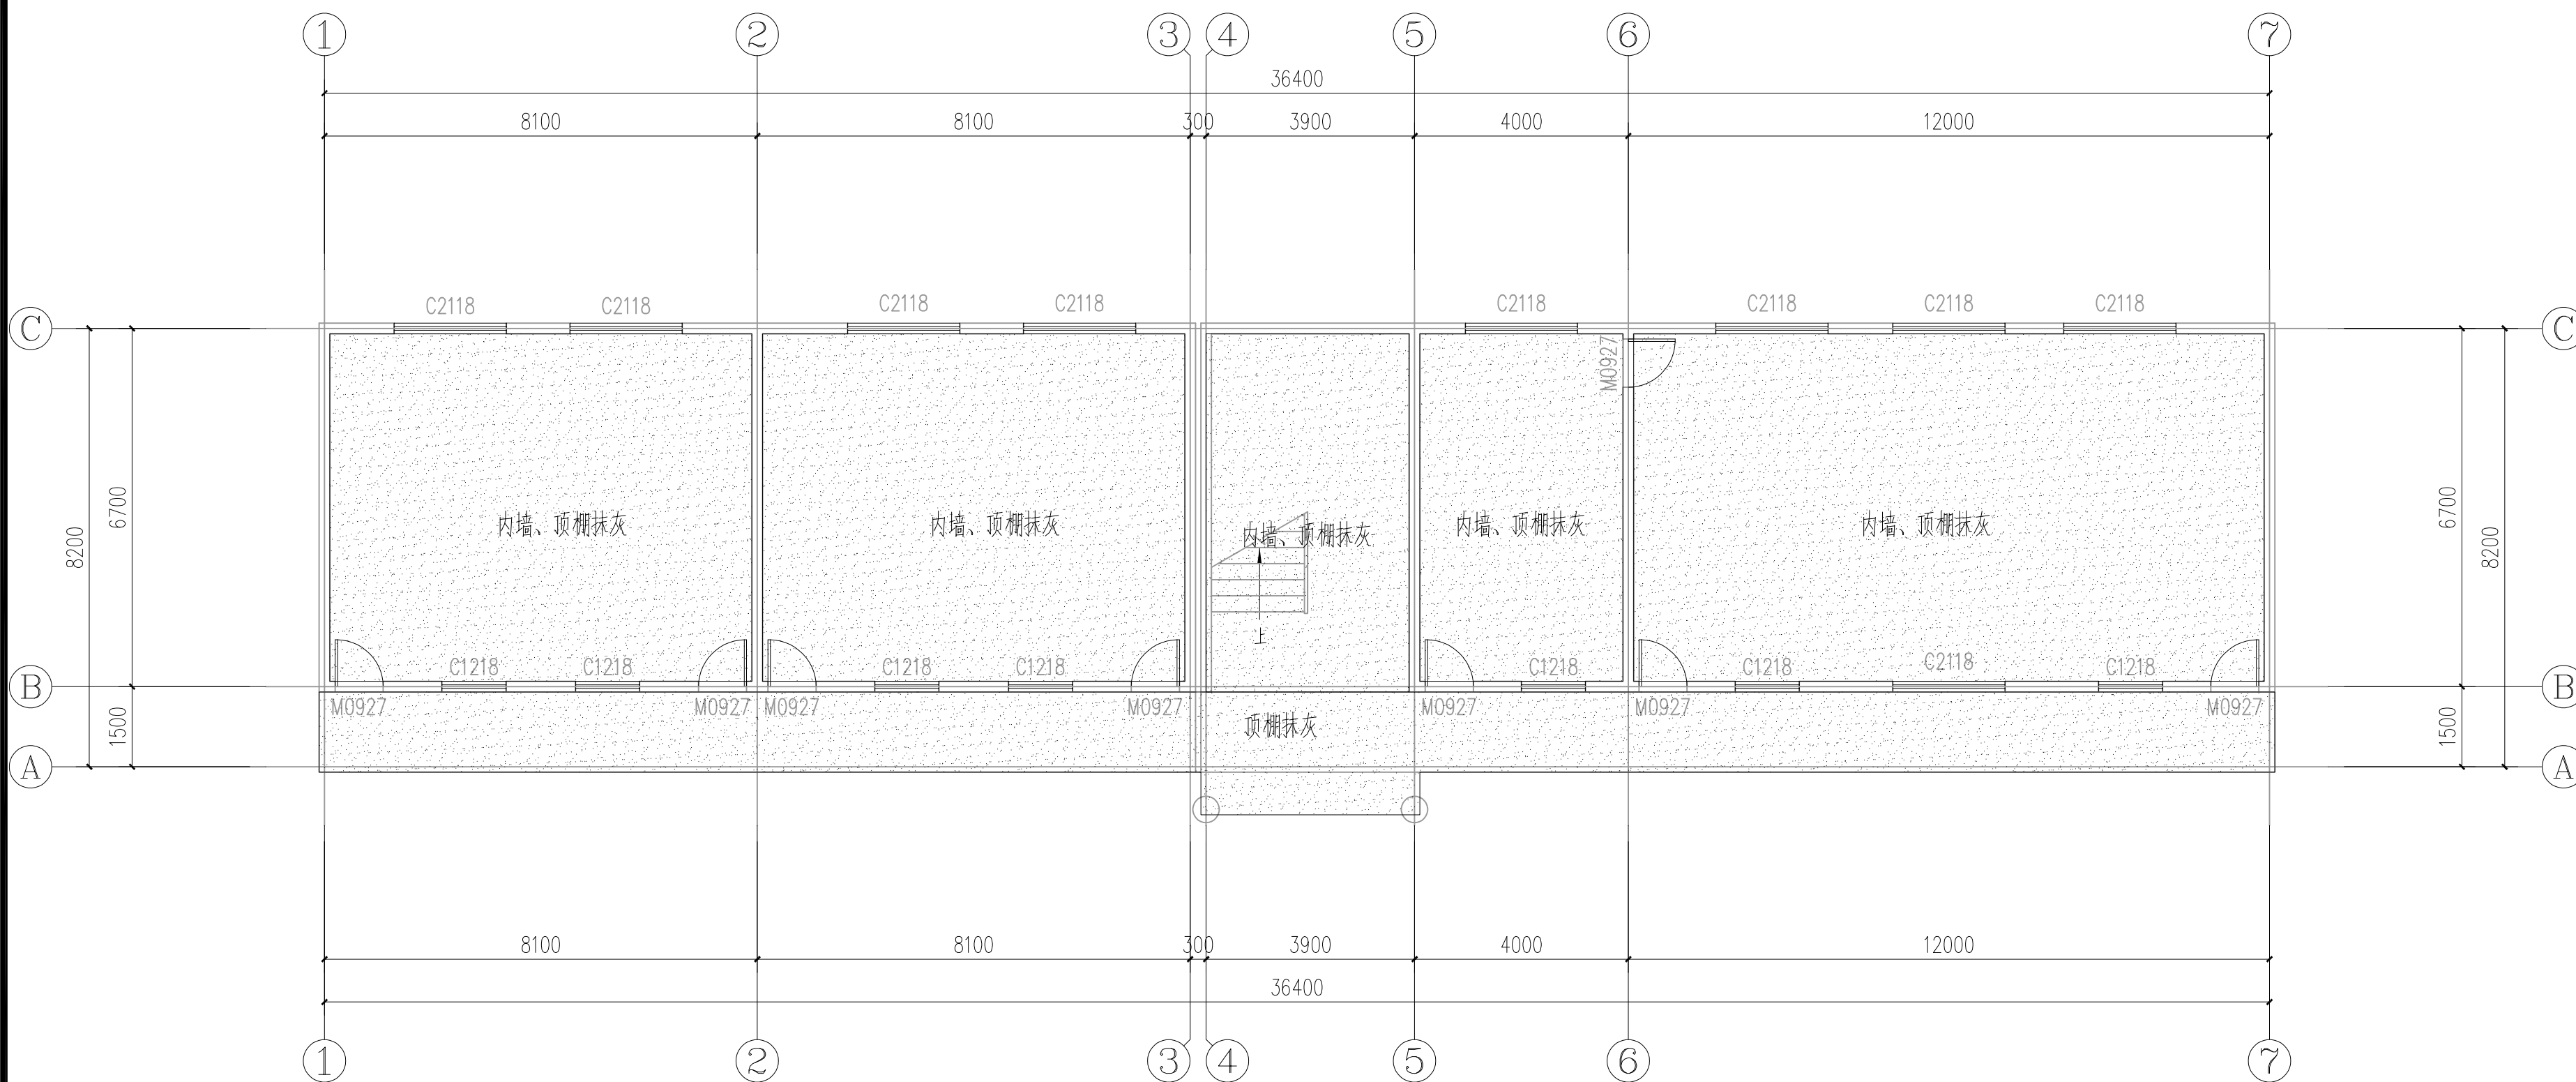 1 2 3 4 5 6 7
36400
8100 8100 300 3900 4000 12000
C2118 C2118 C2118 C2118 C2118 C2118 C2118 C2118
C C
M0927
6700 6700
8200 8200
内墙、顶棚抹灰 内墙、顶棚抹灰 内墙、顶棚抹灰 内墙、顶棚抹灰 内墙、顶棚抹灰
上
C1218 C1218 C1218 C1218 C1218 C1218 C2118 C1218
B B
M0927 M0927 M0927 M0927 M0927 M0927 M0927
1500 顶棚抹灰 1500
A A
8100 8100 300 3900 4000 12000
36400
1 2 3 4 5 6 7